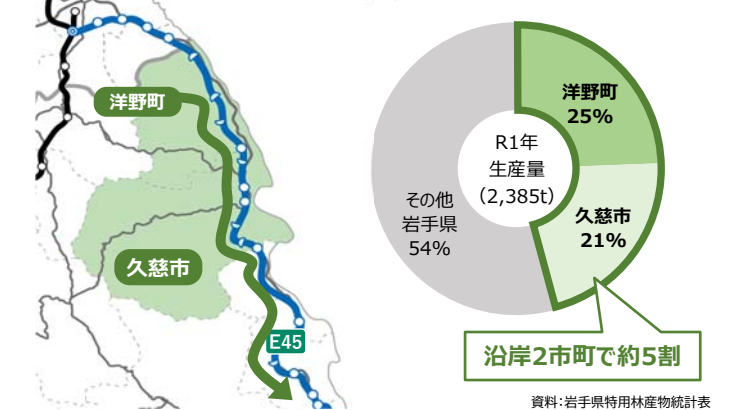 洋野町
久慈市
E45
洋野町
25%
R1年
生産量
(2,385t)
その他
岩手県
54%
久慈市
21%
沿岸2市町で約5割
資料:岩手県特用林産物統計表